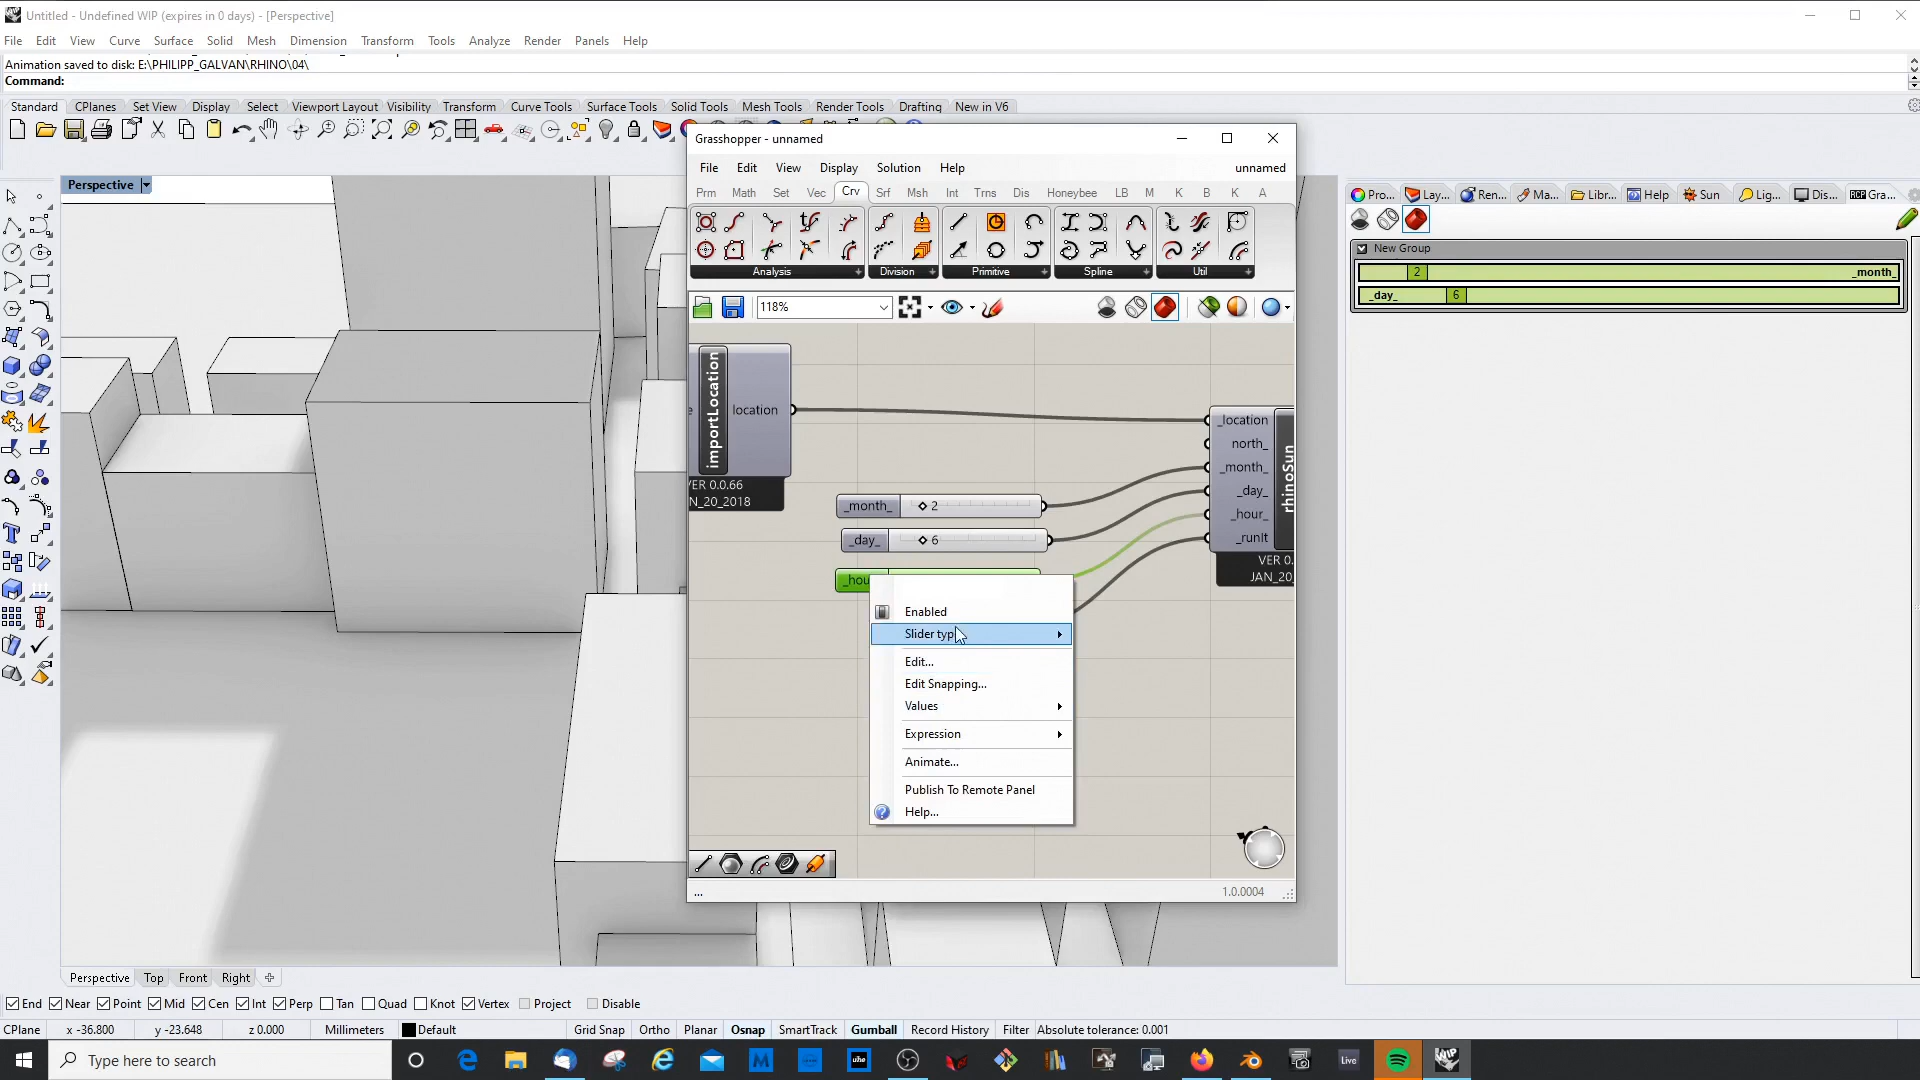 Untitled - Undefined WIP (expires in 0 days) - [Perspective]
File Edit View Curve Surface Solid Mesh Dimension Transform Tools Analyze Render Panels Help
Animation saved to disk: E:\PHILIPP_GALVAN\RHINO\04\
Command:
Standard CPlanes Set View Display Select Viewport Layout Visibility Transform Curve Tools Surface Tools Solid Tools Mesh Tools Render Tools Drafting New in V6
Perspective
Grasshopper - unnamed
File Edit View Display Solution Help unnamed
Prm Math Set Vec Crv Srf Msh Int Trns Dis Honeybee LB M K B K A
Analysis Division Primitive Spline Util
118%
importLocation
location
VER 0.0.66
N_20_2018
_month_ 2
_day_ 6
_hou
_location
north_
_month_
_day_
_hour_
_runIt
rhinoSun
VER 0.
JAN_20_
Enabled
Slider typ
Edit...
Edit Snapping...
Values
Expression
Animate...
Publish To Remote Panel
Help...
...
1.0.0004
Pro... Lay... Ren... Ma... Libr... Help Sun Lig... Dis... RCP Gra...
New Group
2 _month_
_day_ 6
Perspective Top Front Right
End Near Point Mid Cen Int Perp Tan Quad Knot Vertex Project Disable
CPlane x -36.800 y -23.648 z 0.000 Millimeters Default Grid Snap Ortho Planar Osnap SmartTrack Gumball Record History Filter Absolute tolerance: 0.001
Type here to search
uhe
Live
WIP